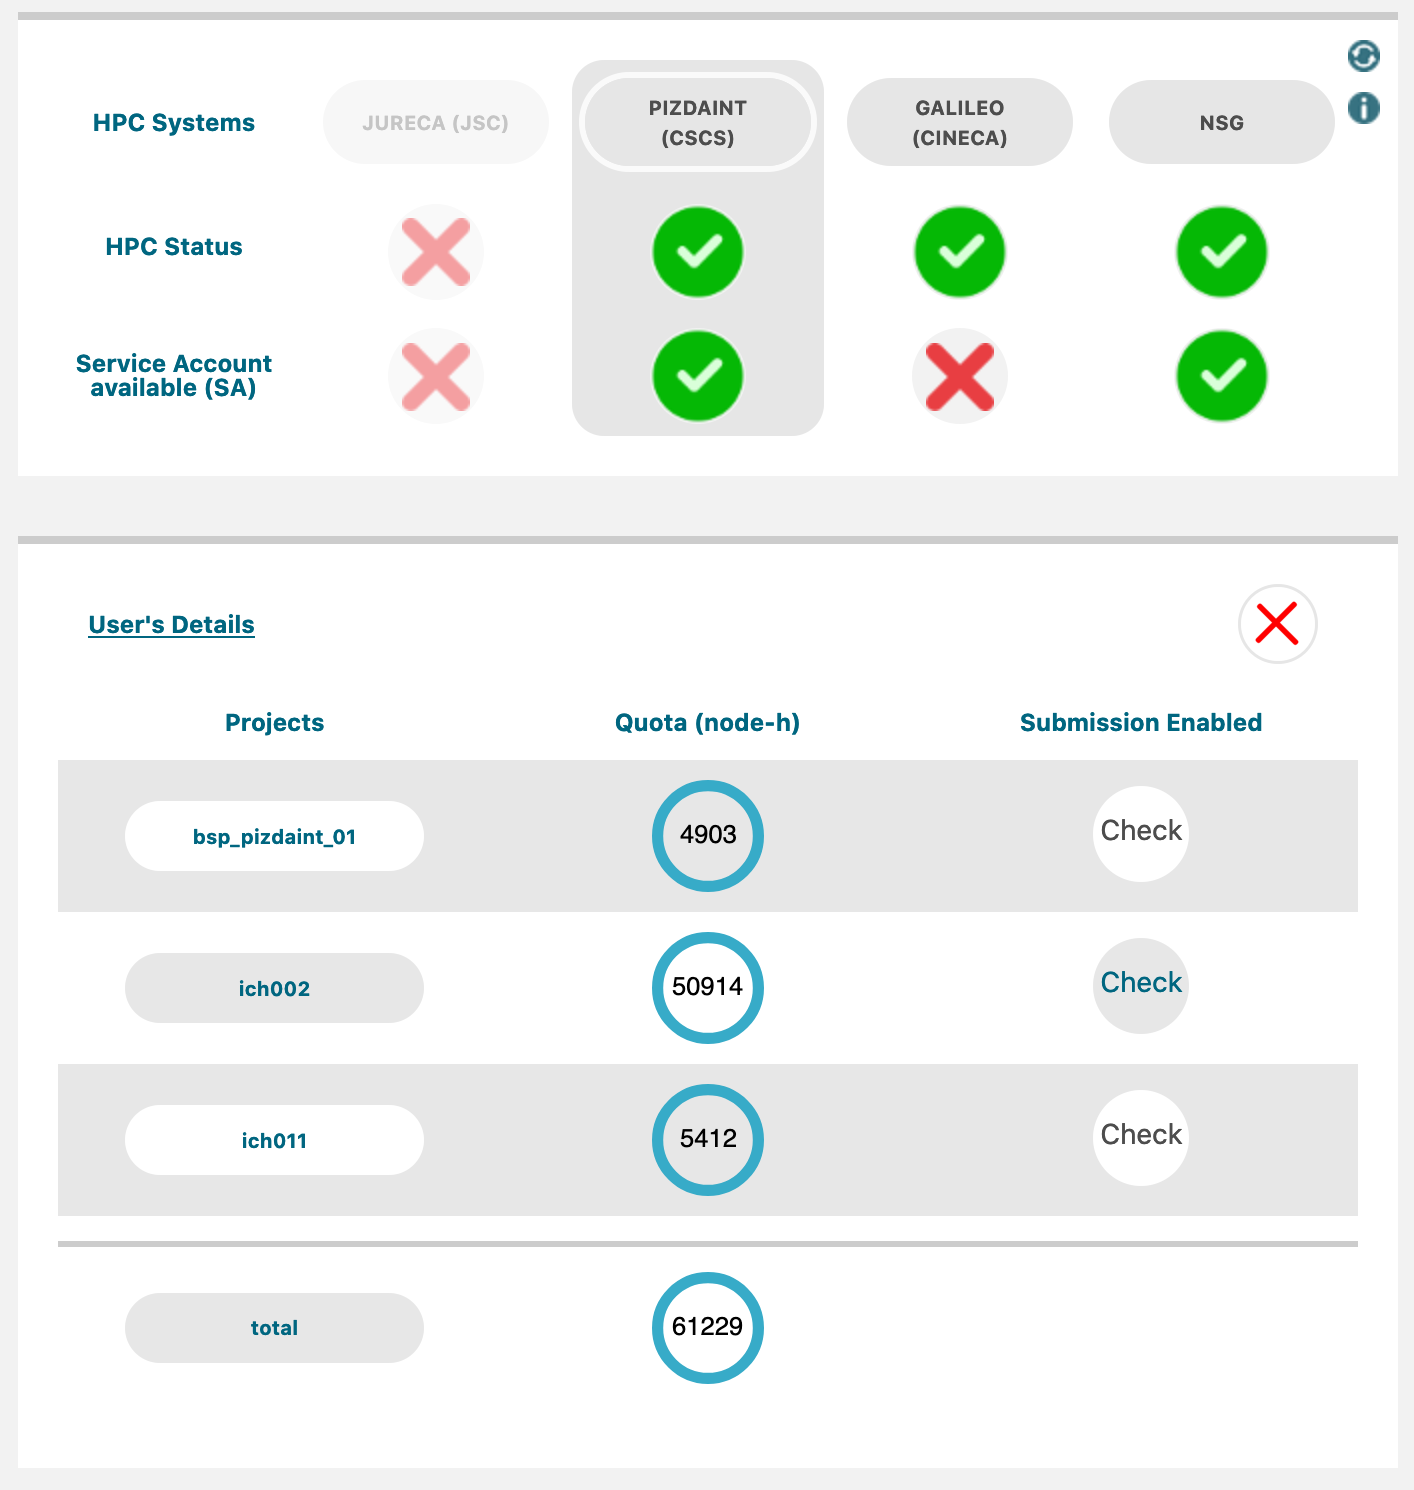 HPC Systems
JURECA (JSC)
PIZDAINT
(CSCS)
GALILEO
(CINECA)
NSG
HPC Status
Service Account
available (SA)
User's Details
Projects
Quota (node-h)
Submission Enabled
bsp_pizdaint_01
4903
Check
ich002
50914
Check
ich011
5412
Check
total
61229